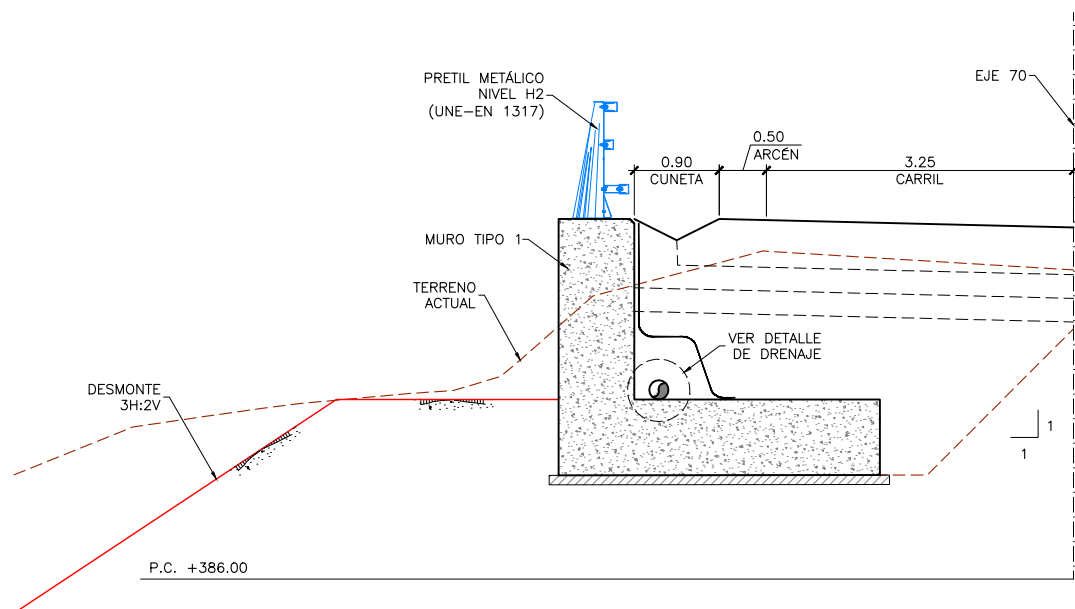 PRETIL METÁLICO
NIVEL H2
(UNE-EN 1317)
EJE 70
0.50
ARCÉN
0.90
CUNETA
3.25
CARRIL
MURO TIPO 1
TERRENO
ACTUAL
VER DETALLE
DE DRENAJE
DESMONTE
3H:2V
1
1
P.C. +386.00